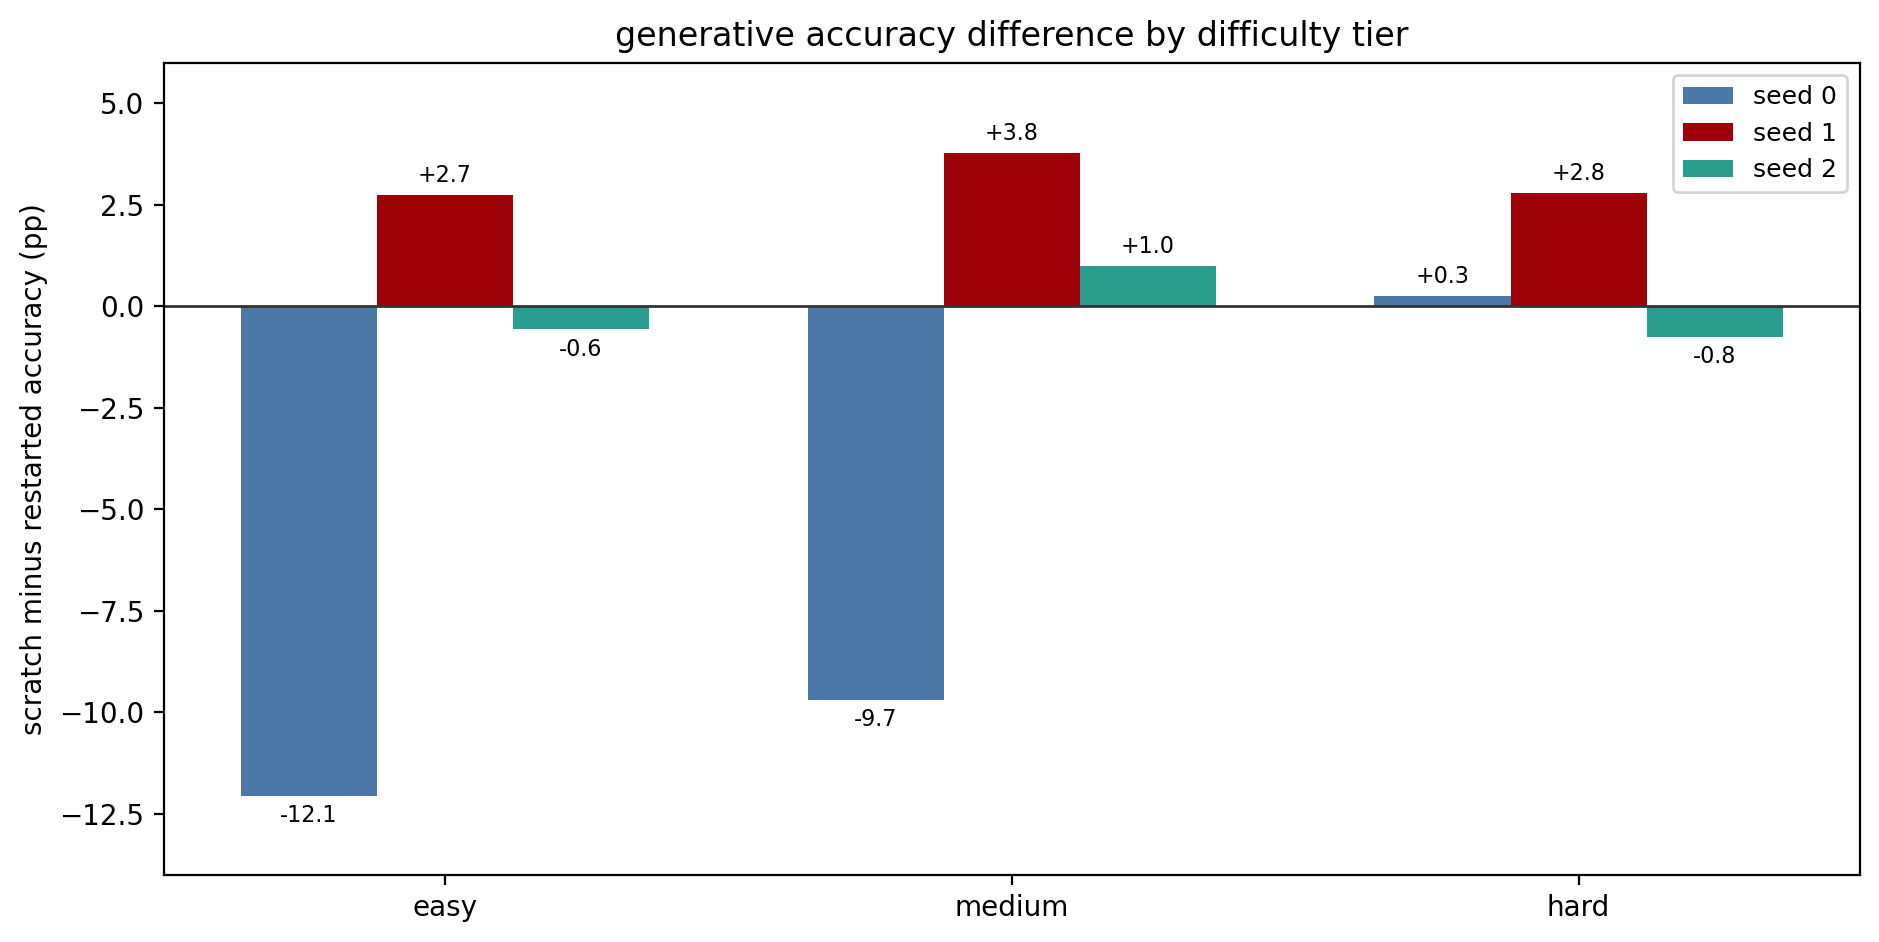 generative accuracy difference by difficulty tier
scratch minus restarted accuracy (pp)
5.0
2.5
0.0
−2.5
−5.0
−7.5
−10.0
−12.5
seed 0
seed 1
seed 2
-12.1
+2.7
-0.6
-9.7
+3.8
+1.0
+0.3
+2.8
-0.8
easy
medium
hard